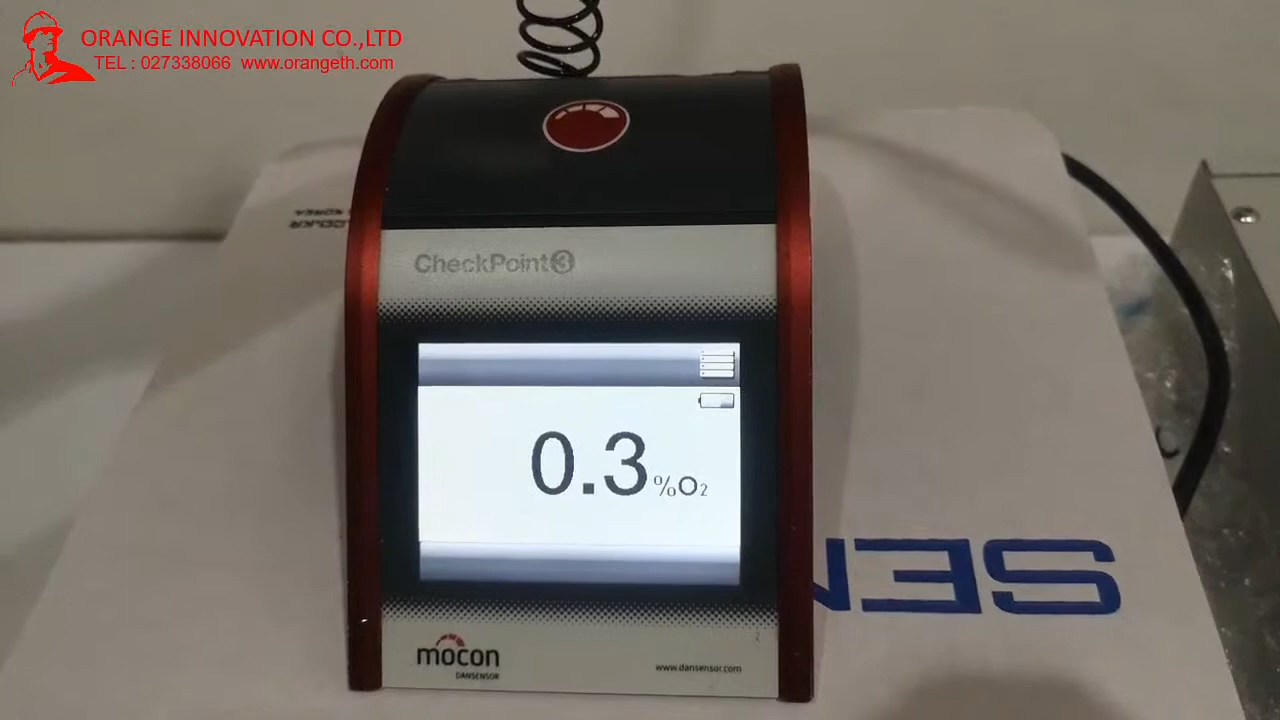 ORANGE INNOVATION CO.,LTD
TEL : 027338066 www.orangeth.com
CheckPoint3
0.3 %O2
mocon
DANSENSOR
www.dansensor.com
KOREA
SEN